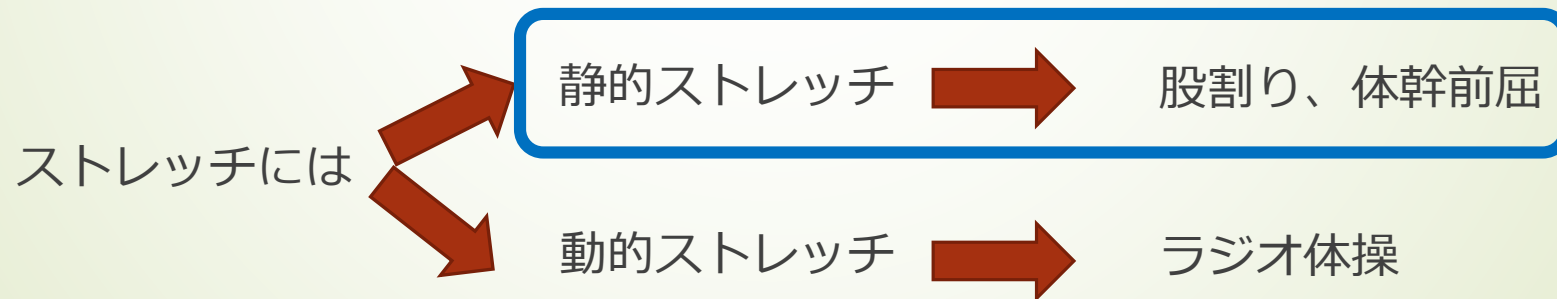 ストレッチには
静的ストレッチ
股割り、体幹前屈
動的ストレッチ
ラジオ体操